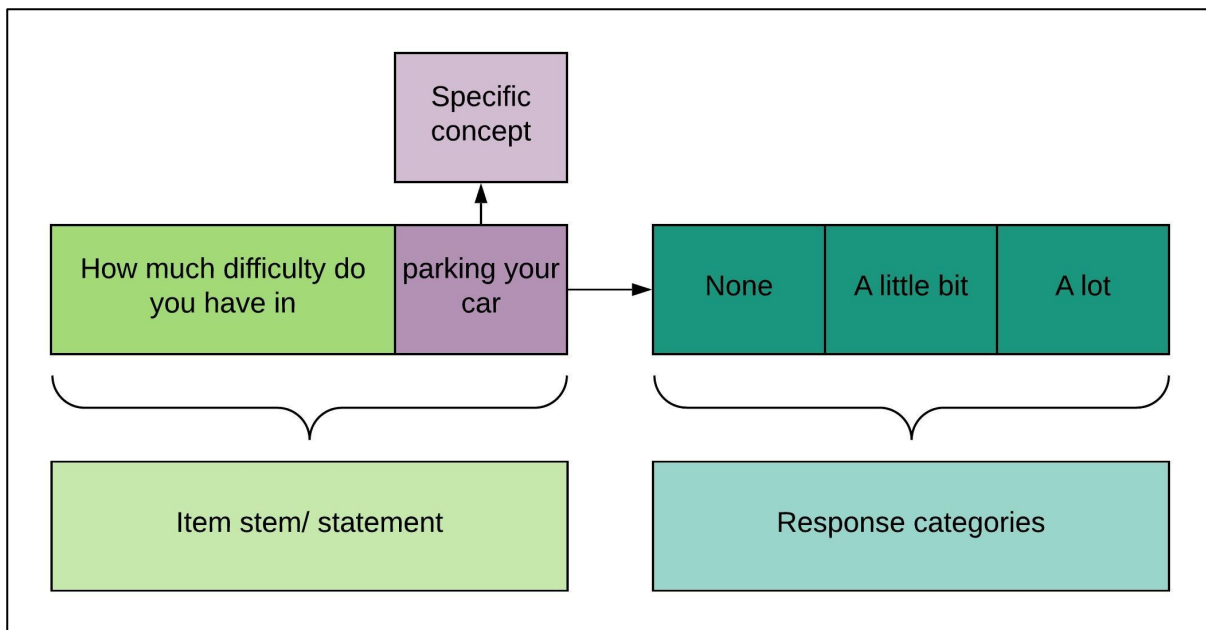 Specific
concept
How much difficulty do
you have in
parking your
car
None
A little bit
A lot
Item stem/ statement
Response categories